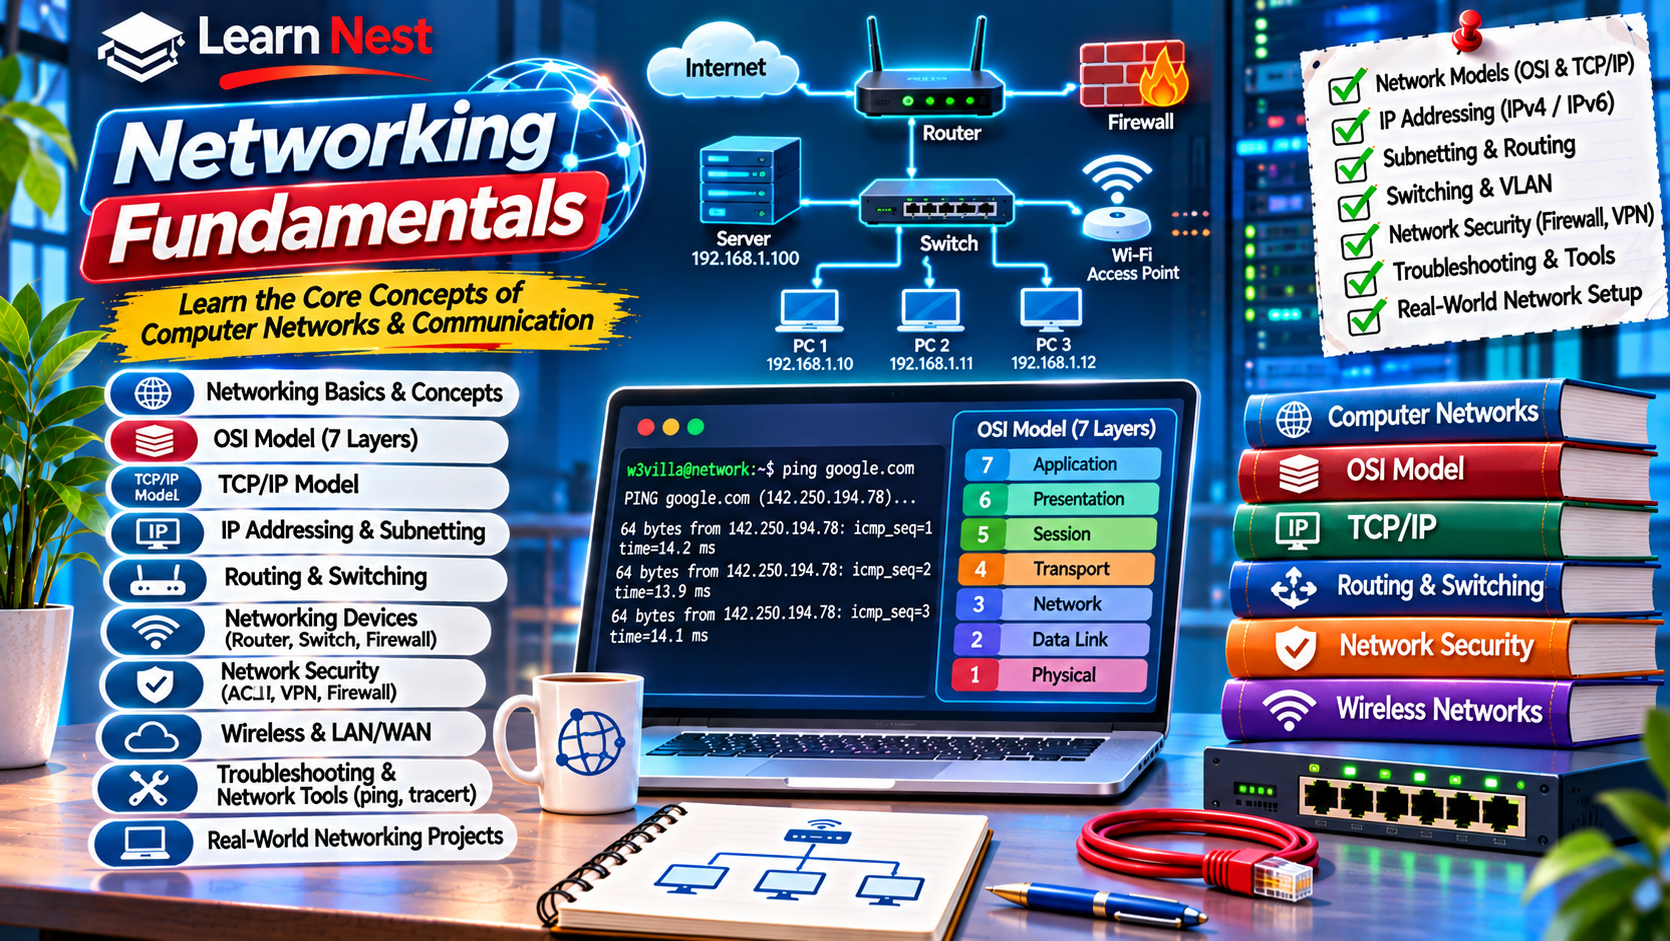 Learn Nest
Networking
Fundamentals
Learn the Core Concepts of
Computer Networks & Communication
Networking Basics & Concepts
OSI Model (7 Layers)
TCP/IP
Model
TCP/IP Model
IP
IP Addressing & Subnetting
Routing & Switching
Networking Devices
(Router, Switch, Firewall)
Network Security
VPN, Firewall)
Wireless & LAN/WAN
Troubleshooting &
Network Tools (ping, tracert)
Real-World Networking Projects
Internet
Router
Firewall
Server
192.168.1.100
Switch
Wi-Fi
Access Point
PC 1
192.168.1.10
PC 2
192.168.1.11
PC 3
192.168.1.12
w3villa@network:~$ ping google.com
PING google.com (142.250.194.78)...
64 bytes from 142.250.194.78: icmp_seq=1
time=14.2 ms
64 bytes from 142.250.194.78: icmp_seq=2
time=13.9 ms
64 bytes from 142.250.194.78: icmp_seq=3
time=14.1 ms
OSI Model (7 Layers)
7 Application
6 Presentation
5 Session
4 Transport
3 Network
2 Data Link
1 Physical
Network Models (OSI & TCP/IP)
IP Addressing (IPv4 / IPv6)
Subnetting & Routing
Switching & VLAN
Network Security (Firewall, VPN)
Troubleshooting & Tools
Real-World Network Setup
Computer Networks
OSI Model
IP
TCP/IP
Routing & Switching
Network Security
Wireless Networks